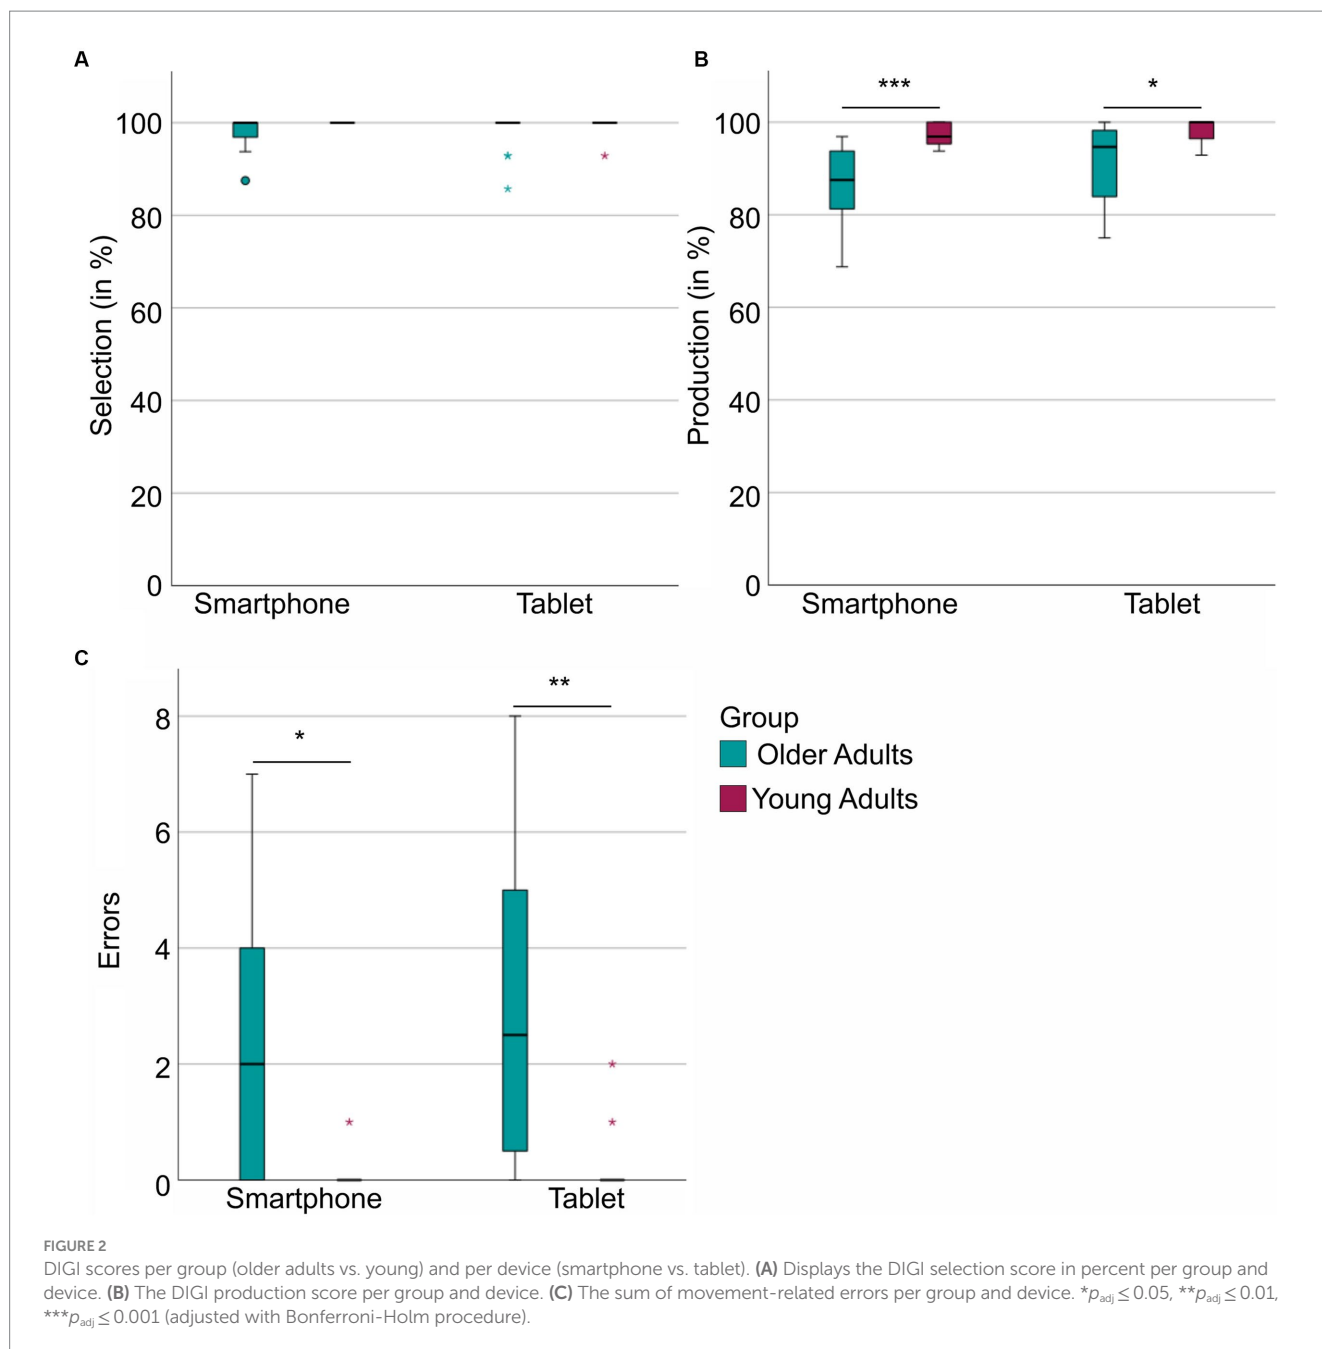 A
100
80
60
40
20
0
Selection (in %)
Smartphone
Tablet
*
*
*
B
***
*
100
80
60
40
20
0
Production (in %)
Smartphone
Tablet
C
*
**
8
6
4
2
0
Errors
*
*
*
Smartphone
Tablet
Group
Older Adults
Young Adults
FIGURE 2
DIGI scores per group (older adults vs. young) and per device (smartphone vs. tablet). (A) Displays the DIGI selection score in percent per group and
device. (B) The DIGI production score per group and device. (C) The sum of movement-related errors per group and device. *padj ≤ 0.05, **padj ≤ 0.01,
***padj ≤ 0.001 (adjusted with Bonferroni-Holm procedure).